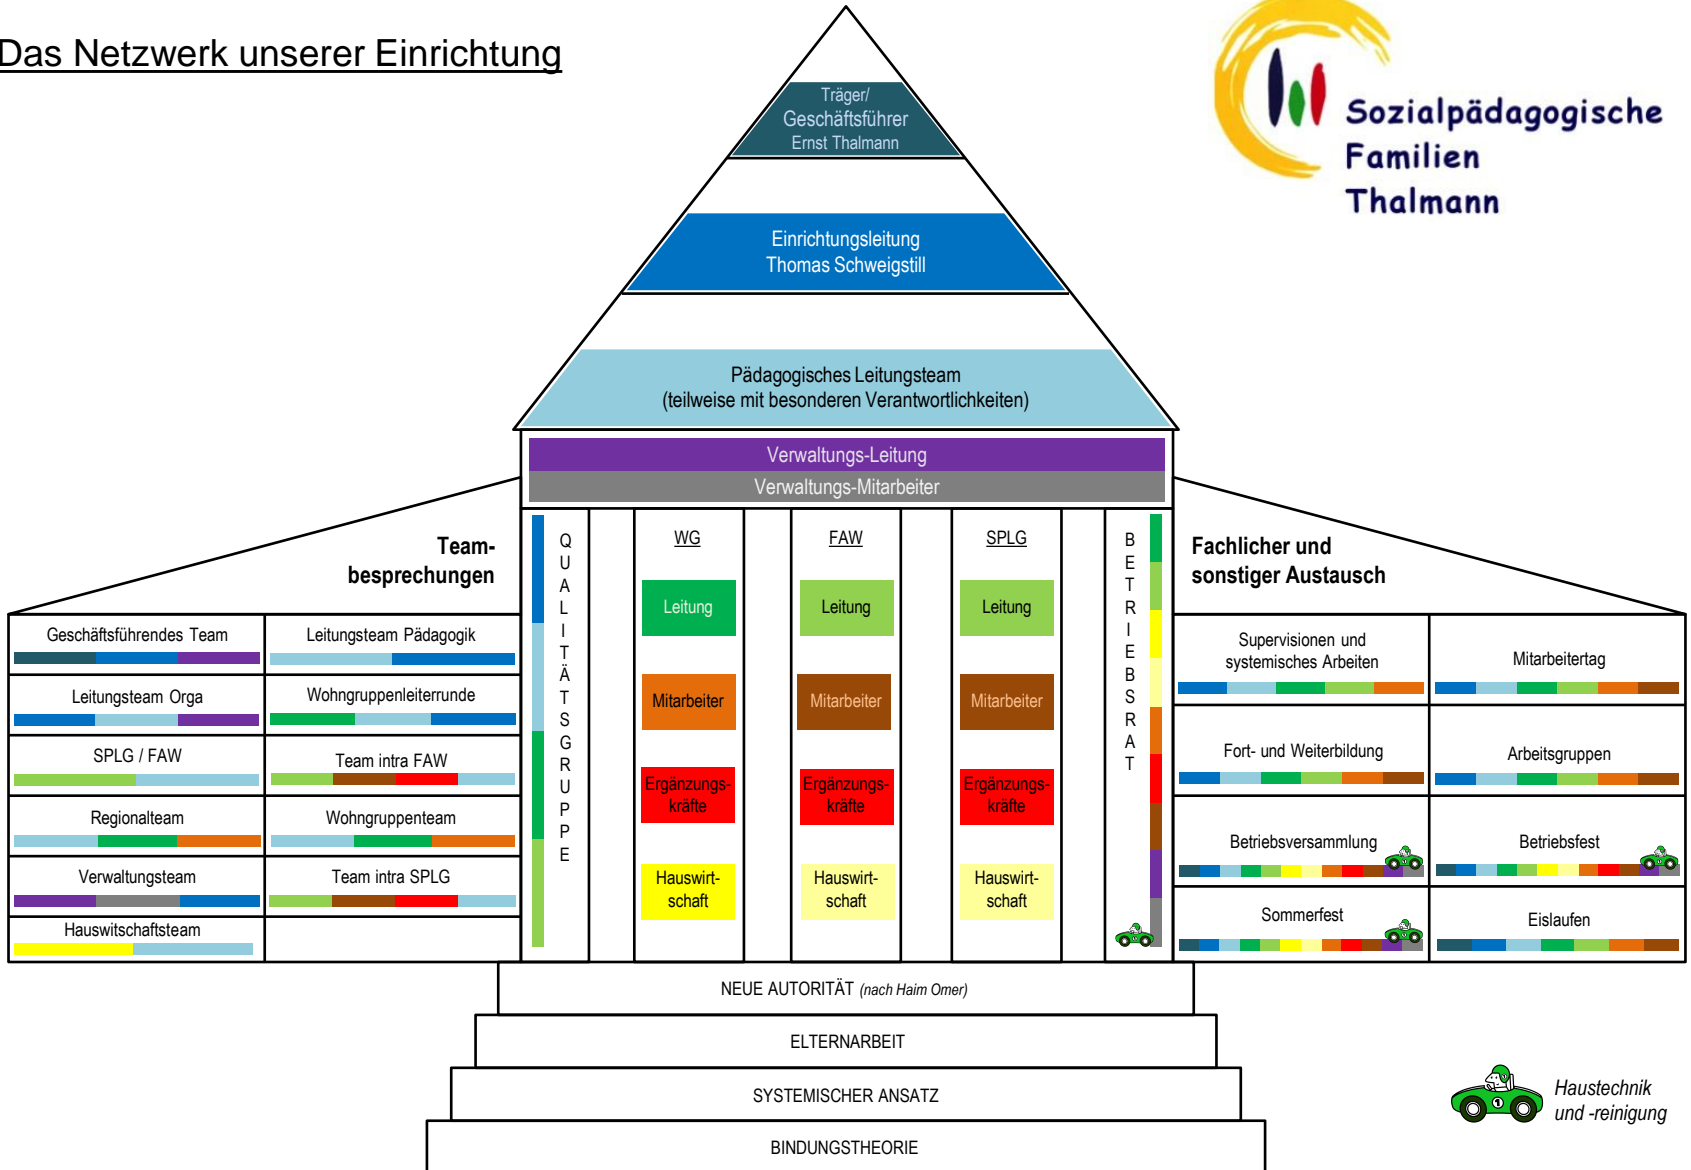 Das Netzwerk unserer Einrichtung
Sozialpädagogische
Familien
Thalmann
Träger/
Geschäftsführer
Ernst Thalmann
Einrichtungsleitung
Thomas Schweigstill
Pädagogisches Leitungsteam
(teilweise mit besonderen Verantwortlichkeiten)
Verwaltungs-Leitung
Verwaltungs-Mitarbeiter
Team-
besprechungen
Geschäftsführendes Team
Leitungsteam Pädagogik
Leitungsteam Orga
Wohngruppenleiterrunde
SPLG / FAW
Team intra FAW
Regionalteam
Wohngruppenteam
Verwaltungsteam
Team intra SPLG
Hauswitschaftsteam
QUALITÄTSGRUPPE
WG
Leitung
Mitarbeiter
Ergänzungs-
kräfte
Hauswirt-
schaft
FAW
Leitung
Mitarbeiter
Ergänzungs-
kräfte
Hauswirt-
schaft
SPLG
Leitung
Mitarbeiter
Ergänzungs-
kräfte
Hauswirt-
schaft
BETRIEBSRAT
Fachlicher und
sonstiger Austausch
Supervisionen und
systemisches Arbeiten
Mitarbeitertag
Fort- und Weiterbildung
Arbeitsgruppen
Betriebsversammlung
Betriebsfest
Sommerfest
Eislaufen
NEUE AUTORITÄT (nach Haim Omer)
ELTERNARBEIT
SYSTEMISCHER ANSATZ
BINDUNGSTHEORIE
1
Haustechnik
und -reinigung